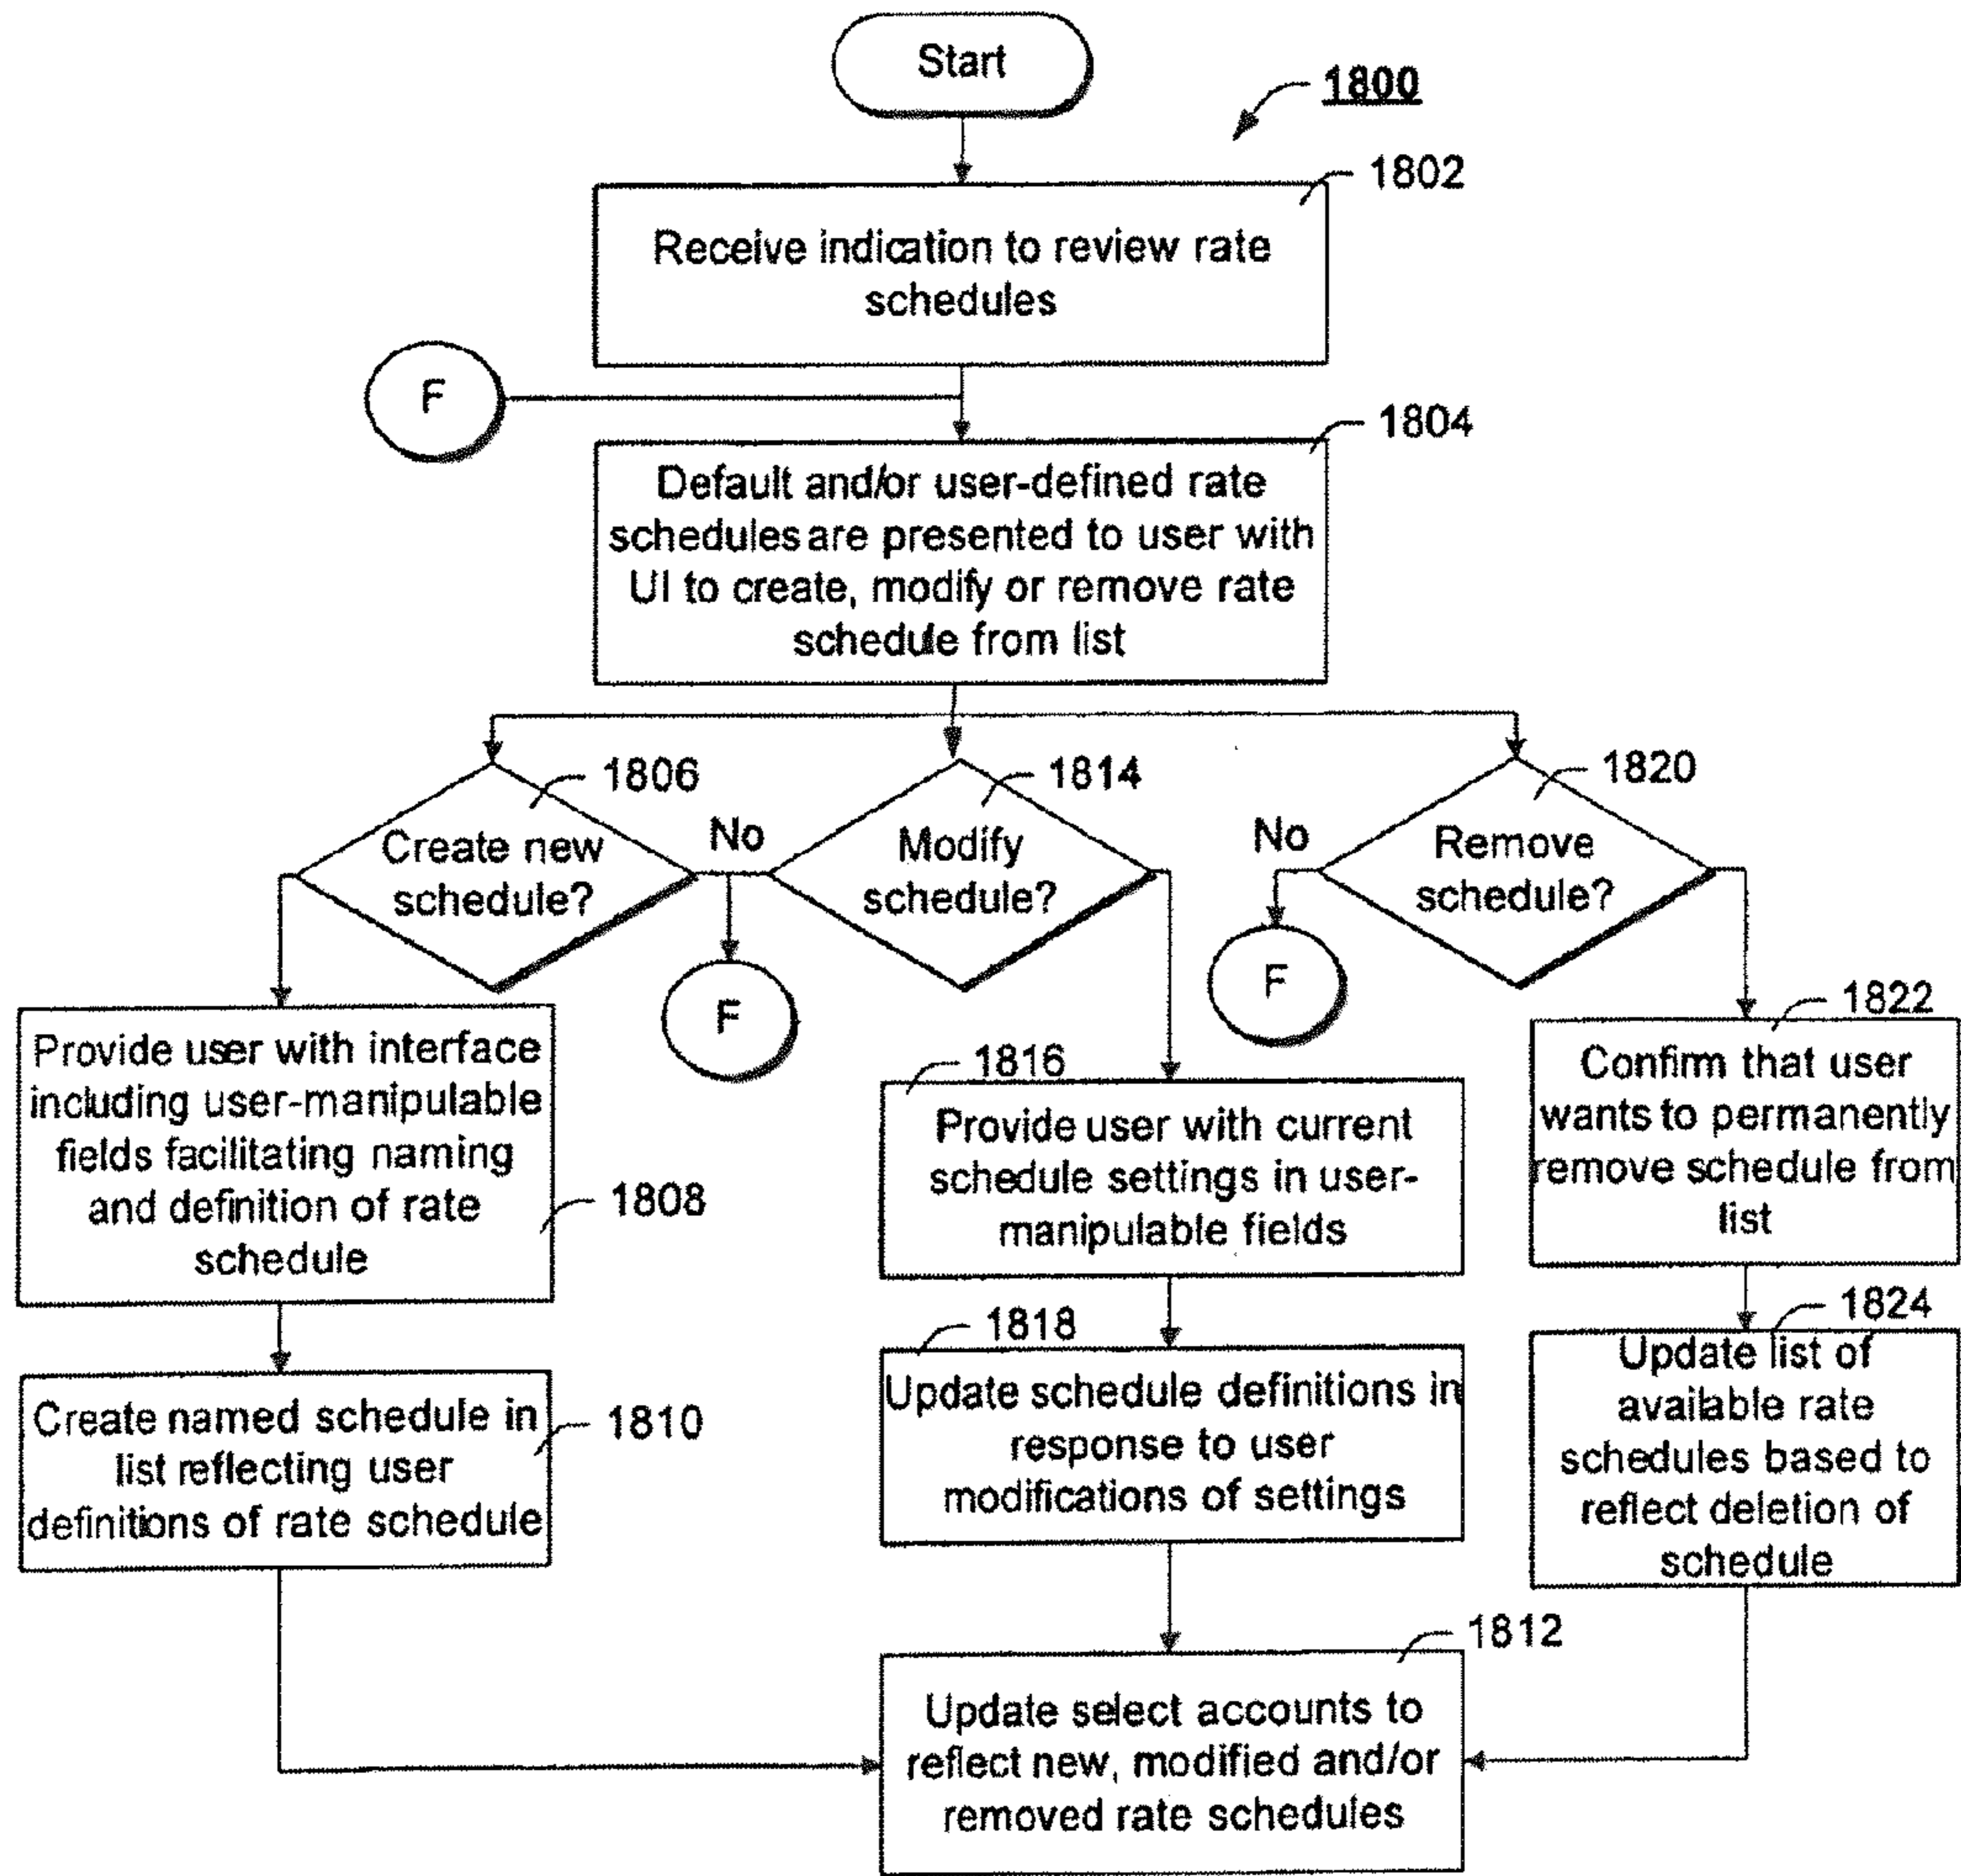 Start
1800
1802
Receive indication to review rate
schedules
F
1804
Default and/or user-defined rate
schedules are presented to user with
UI to create, modify or remove rate
schedule from list
1806
Create new
schedule?
No
1814
Modify
schedule?
No
1820
Remove
schedule?
F
F
Provide user with interface
including user-manipulable
fields facilitating naming
and definition of rate
schedule
1808
1816
Provide user with current
schedule settings in user-
manipulable fields
1822
Confirm that user
wants to permanently
remove schedule from
list
Create named schedule in
list reflecting user
definitions of rate schedule
1810
1818
Update schedule definitions in
response to user
modifications of settings
1824
Update list of
available rate
schedules based to
reflect deletion of
schedule
1812
Update select accounts to
reflect new, modified and/or
removed rate schedules